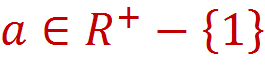 a ∈ R⁺ − {1}